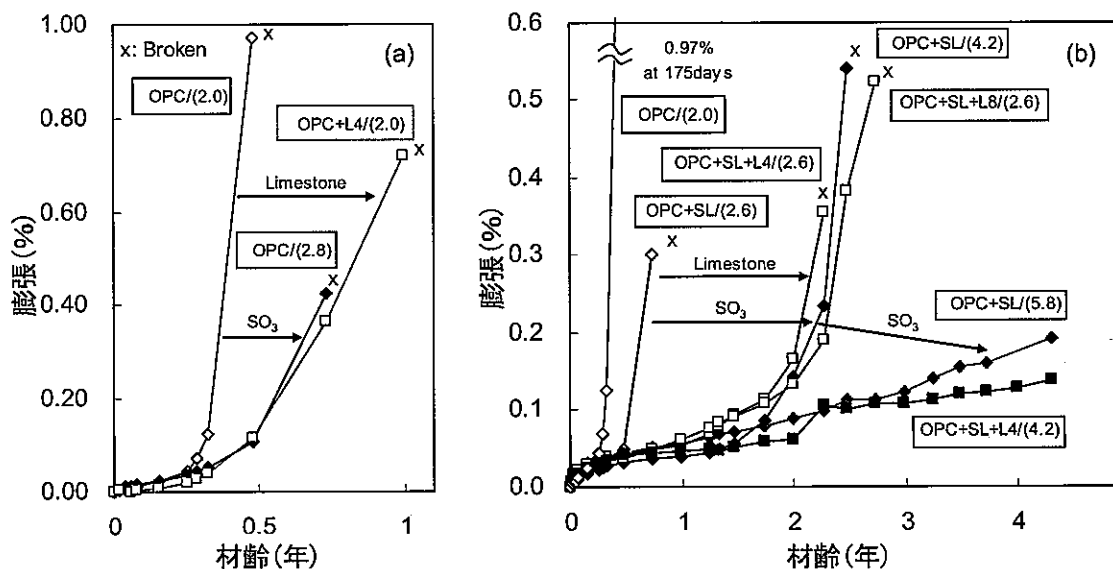 1.00
0.80
0.60
0.40
0.20
0.00
膨張(%)
x: Broken
(a)
x
OPC/(2.0)
OPC+L4/(2.0)
x
Limestone
OPC/(2.8)
x
SO₃
0
0.5
1
材齢(年)
0.6
0.5
0.4
0.3
0.2
0.1
0.0
膨張(%)
0.97%
at 175days
(b)
x
OPC+SL/(4.2)
x
OPC/(2.0)
OPC+SL+L8/(2.6)
OPC+SL+L4/(2.6)
x
OPC+SL/(2.6)
x
Limestone
SO₃
SO₃
OPC+SL/(5.8)
OPC+SL+L4/(4.2)
0
1
2
3
4
材齢(年)